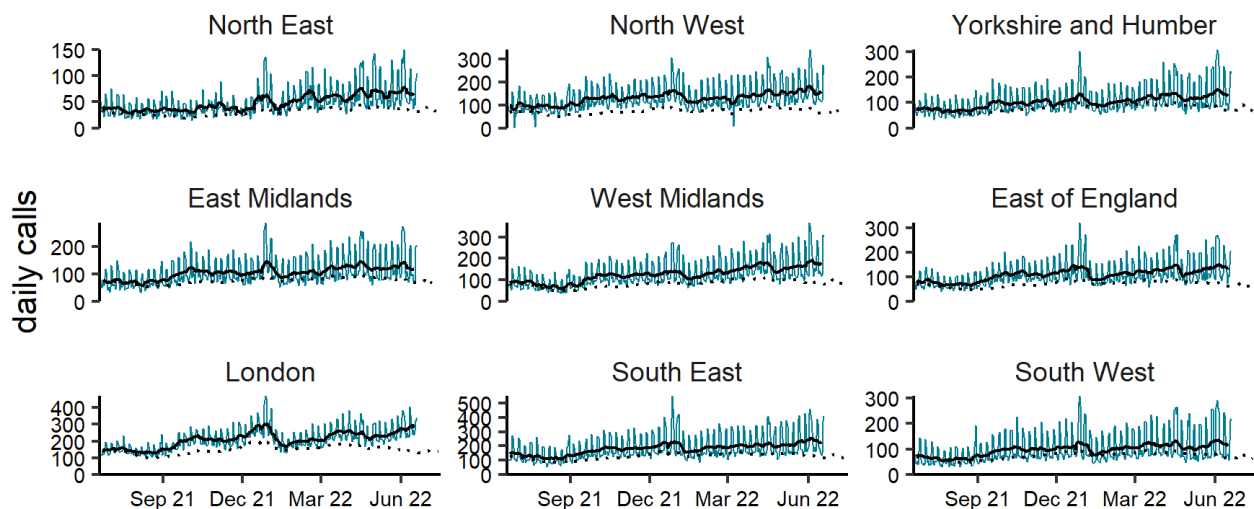 North East
North West
Yorkshire and Humber
150
100
50
0
300
200
100
0
300
200
100
0
daily calls
East Midlands
West Midlands
East of England
200
100
0
300
200
100
0
300
200
100
0
London
South East
South West
400
300
200
100
0
500
400
300
200
100
0
300
200
100
0
Sep 21 Dec 21 Mar 22 Jun 22
Sep 21 Dec 21 Mar 22 Jun 22
Sep 21 Dec 21 Mar 22 Jun 22